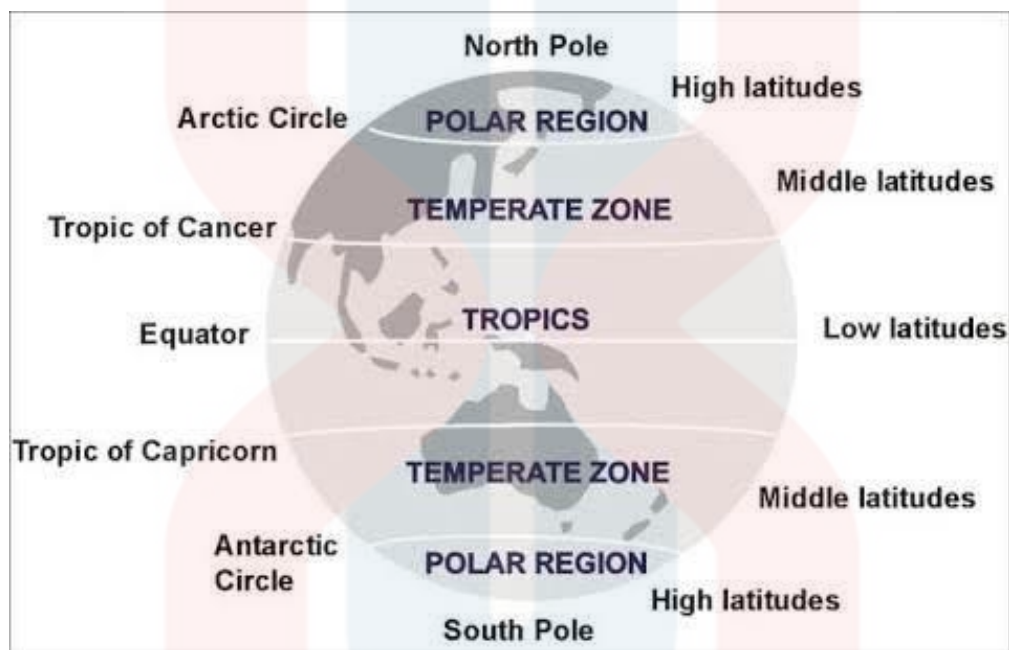 North Pole
High latitudes
Arctic Circle
POLAR REGION
Middle latitudes
TEMPERATE ZONE
Tropic of Cancer
TROPICS
Equator
Low latitudes
Tropic of Capricorn
TEMPERATE ZONE
Middle latitudes
Antarctic
Circle
POLAR REGION
High latitudes
South Pole